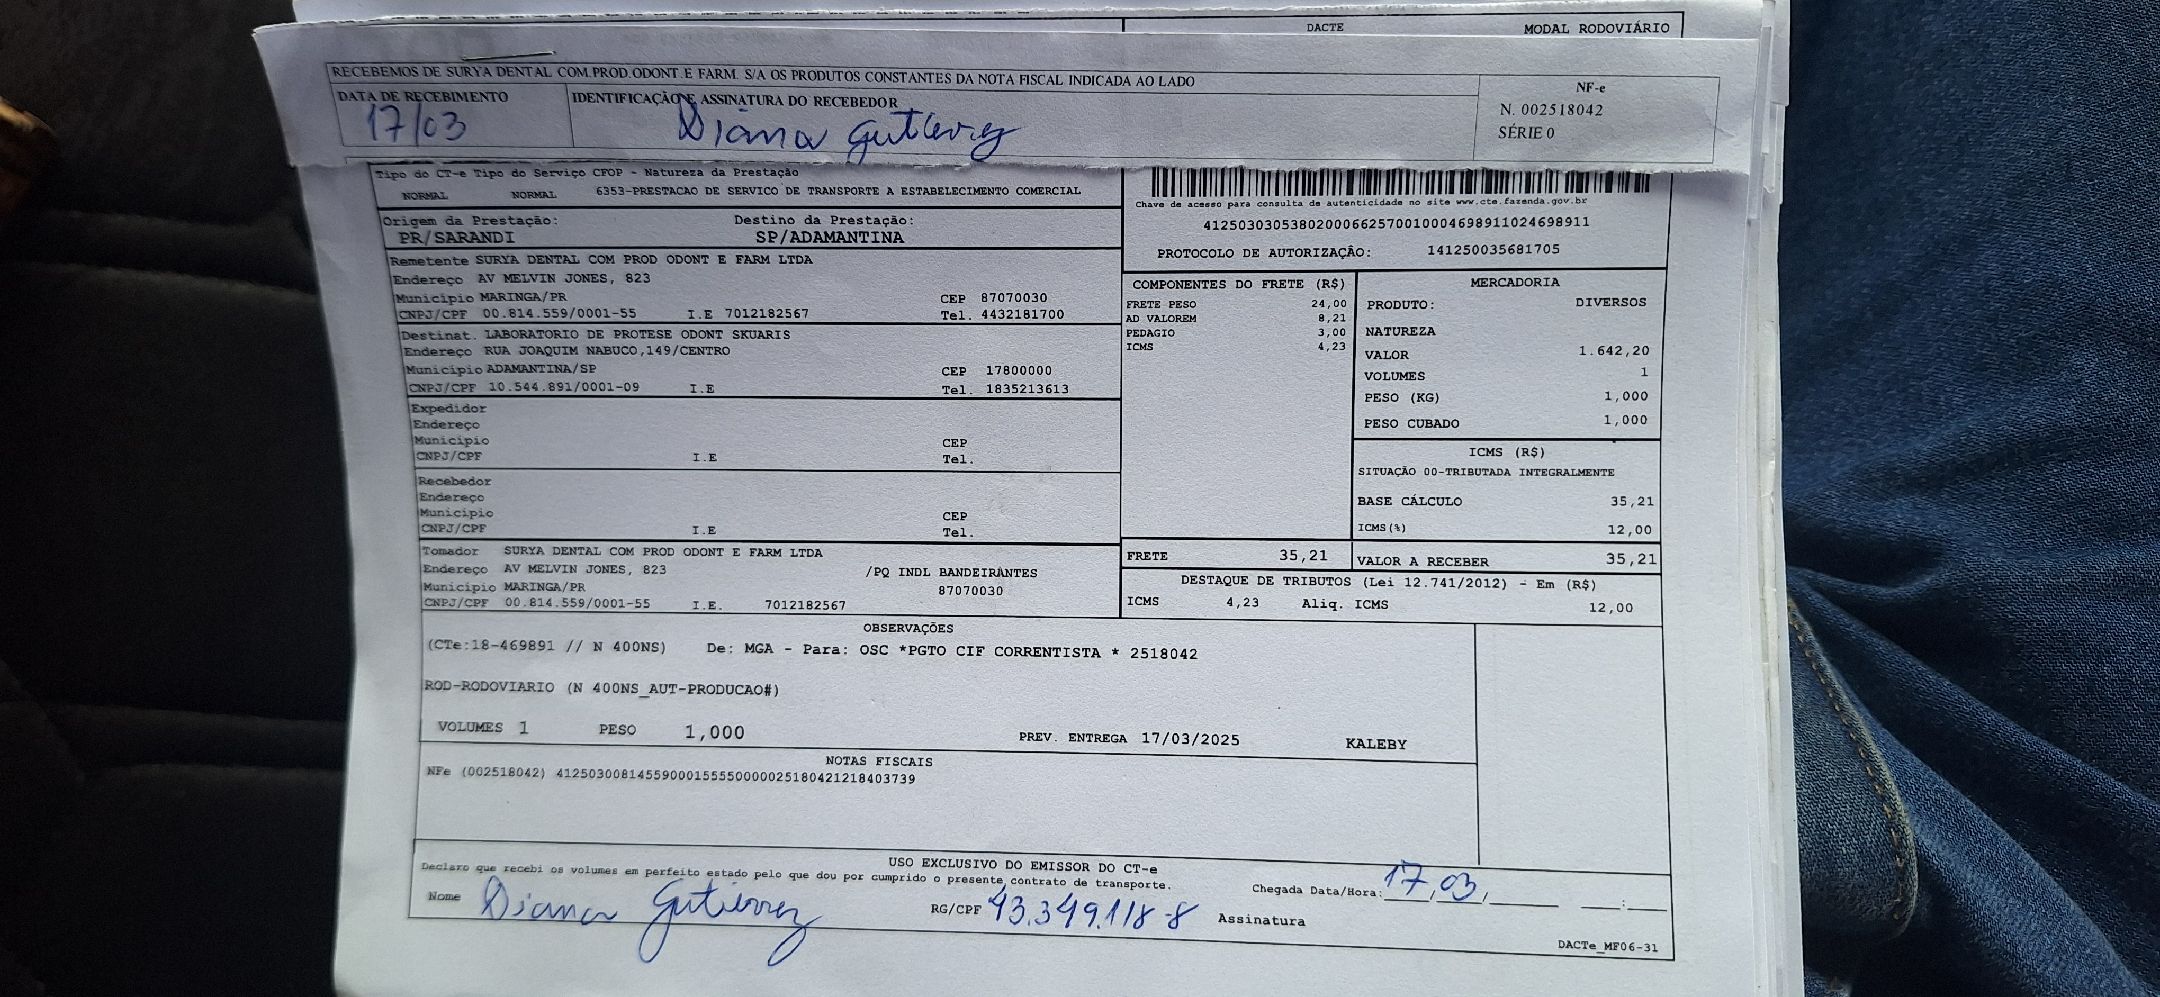 DACTE MODAL RODOVIÁRIO
RECEBEMOS DE SURYA DENTAL COM.PROD.ODONT.E FARM. S/A OS PRODUTOS CONSTANTES DA NOTA FISCAL INDICADA AO LADO
DATA DE RECEBIMENTO
17/03
IDENTIFICAÇÃO E ASSINATURA DO RECEBEDOR
Diana Gutierrez
NF-e
N. 002518042
SÉRIE 0
Tipo do CT-e Tipo do Serviço CFOP - Natureza da Prestação
NORMAL NORMAL 6353-PRESTACAO DE SERVICO DE TRANSPORTE A ESTABELECIMENTO COMERCIAL
Origem da Prestação: Destino da Prestação:
PR/SARANDI SP/ADAMANTINA
Remetente SURYA DENTAL COM PROD ODONT E FARM LTDA
Endereço AV MELVIN JONES, 823
Município MARINGA/PR CEP 87070030
CNPJ/CPF 00.814.559/0001-55 I.E 7012182567 Tel. 4432181700
Destinat. LABORATORIO DE PROTESE ODONT SKUARIS
Endereço RUA JOAQUIM NABUCO,149/CENTRO
Município ADAMANTINA/SP CEP 17800000
CNPJ/CPF 10.544.891/0001-09 I.E Tel. 1835213613
Expedidor
Endereço
Município CEP
CNPJ/CPF I.E Tel.
Recebedor
Endereço
Município CEP
CNPJ/CPF I.E Tel.
Tomador SURYA DENTAL COM PROD ODONT E FARM LTDA
Endereço AV MELVIN JONES, 823 /PQ INDL BANDEIRANTES
Município MARINGA/PR 87070030
CNPJ/CPF 00.814.559/0001-55 I.E. 7012182567
Chave de acesso para consulta de autenticidade no site www.cte.fazenda.gov.br
41250303053802000662570010004698911024698911
PROTOCOLO DE AUTORIZAÇÃO: 141250035681705
COMPONENTES DO FRETE (R$)
FRETE PESO 24,00
AD VALOREM 8,21
PEDAGIO 3,00
ICMS 4,23
MERCADORIA
PRODUTO: DIVERSOS
NATUREZA
VALOR 1.642,20
VOLUMES 1
PESO (KG) 1,000
PESO CUBADO 1,000
ICMS (R$)
SITUAÇÃO 00-TRIBUTADA INTEGRALMENTE
BASE CÁLCULO 35,21
ICMS(%) 12,00
FRETE 35,21 VALOR A RECEBER 35,21
DESTAQUE DE TRIBUTOS (Lei 12.741/2012) - Em (R$)
ICMS 4,23 Aliq. ICMS 12,00
OBSERVAÇÕES
(CTe:18-469891 // N 400NS) De: MGA - Para: OSC *PGTO CIF CORRENTISTA * 2518042
ROD-RODOVIARIO (N 400NS_AUT-PRODUCAO#)
VOLUMES 1 PESO 1,000 PREV. ENTREGA 17/03/2025 KALEBY
NOTAS FISCAIS
NFe (002518042) 41250300814559000155550000025180421218403739
USO EXCLUSIVO DO EMISSOR DO CT-e
Declaro que recebi os volumes em perfeito estado pelo que dou por cumprido o presente contrato de transporte.
Chegada Data/Hora: 17,03,
Nome Diana Gutierrez RG/CPF 43.349.118-8 Assinatura
DACTe_MF06-31